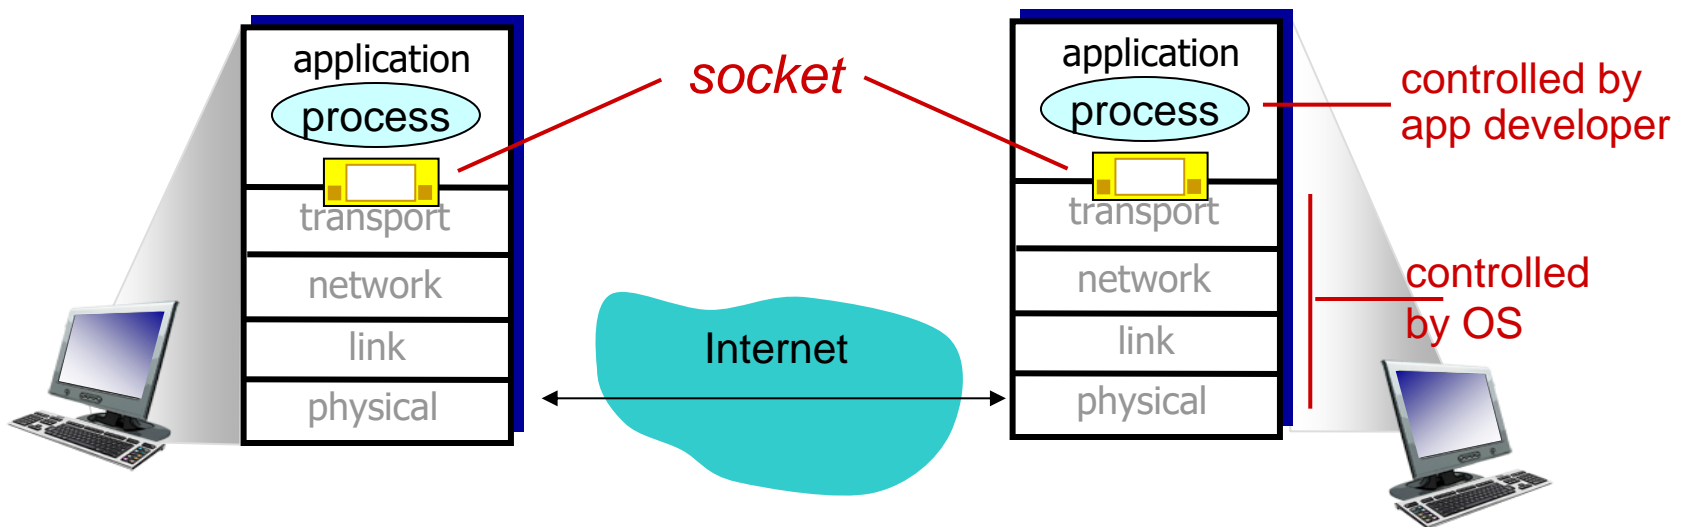 application
process
transport
network
link
physical
socket
Internet
application
process
transport
network
link
physical
controlled by
app developer
controlled
by OS